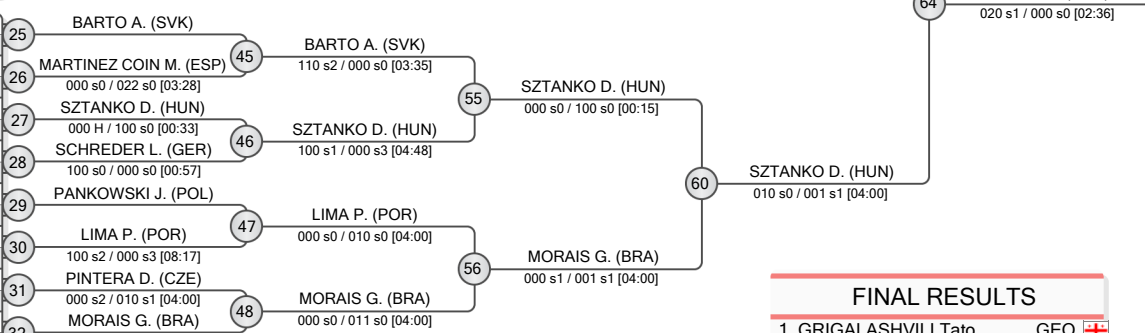 64
020 s1 / 000 s0 [02:36]
25
BARTO A. (SVK)
45
BARTO A. (SVK)
110 s2 / 000 s0 [03:35]
26
MARTINEZ COIN M. (ESP)
000 s0 / 022 s0 [03:28]
55
SZTANKO D. (HUN)
000 s0 / 100 s0 [00:15]
27
SZTANKO D. (HUN)
000 H / 100 s0 [00:33]
46
SZTANKO D. (HUN)
100 s1 / 000 s3 [04:48]
28
SCHREDER L. (GER)
100 s0 / 000 s0 [00:57]
60
SZTANKO D. (HUN)
010 s0 / 001 s1 [04:00]
29
PANKOWSKI J. (POL)
47
LIMA P. (POR)
000 s0 / 010 s0 [04:00]
30
LIMA P. (POR)
100 s2 / 000 s3 [08:17]
56
MORAIS G. (BRA)
000 s1 / 001 s1 [04:00]
31
PINTERA D. (CZE)
000 s2 / 010 s1 [04:00]
48
MORAIS G. (BRA)
000 s0 / 011 s0 [04:00]
32
MORAIS G. (BRA)
FINAL RESULTS
1 GRIGALASHVILI Tato GEO